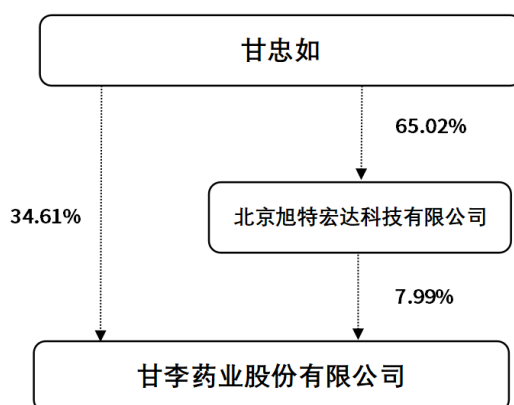 甘忠如
65.02%
34.61%
北京旭特宏达科技有限公司
7.99%
甘李药业股份有限公司